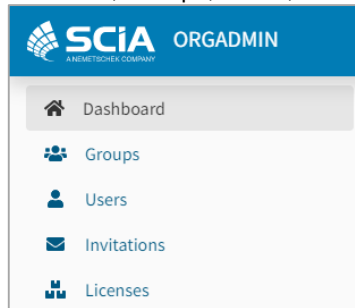 SCiA ORGADMIN
A NEMETSCHEK COMPANY
Dashboard
Groups
Users
Invitations
Licenses